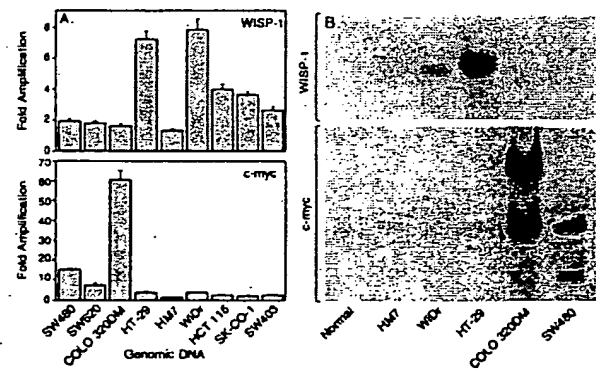 A
WISP-1
Fold Amplification
8
6
4
2
0
c-myc
Fold Amplification
70
60
50
40
30
20
10
0
SW480
SW620
COLO 320DM
HT-29
HM7
WiDr
HCT 116
SK-CO-1
SW403
Genomic DNA
B
WISP-1
c-myc
Normal
HM7
WiDr
HT-29
COLO 320DM
SW480